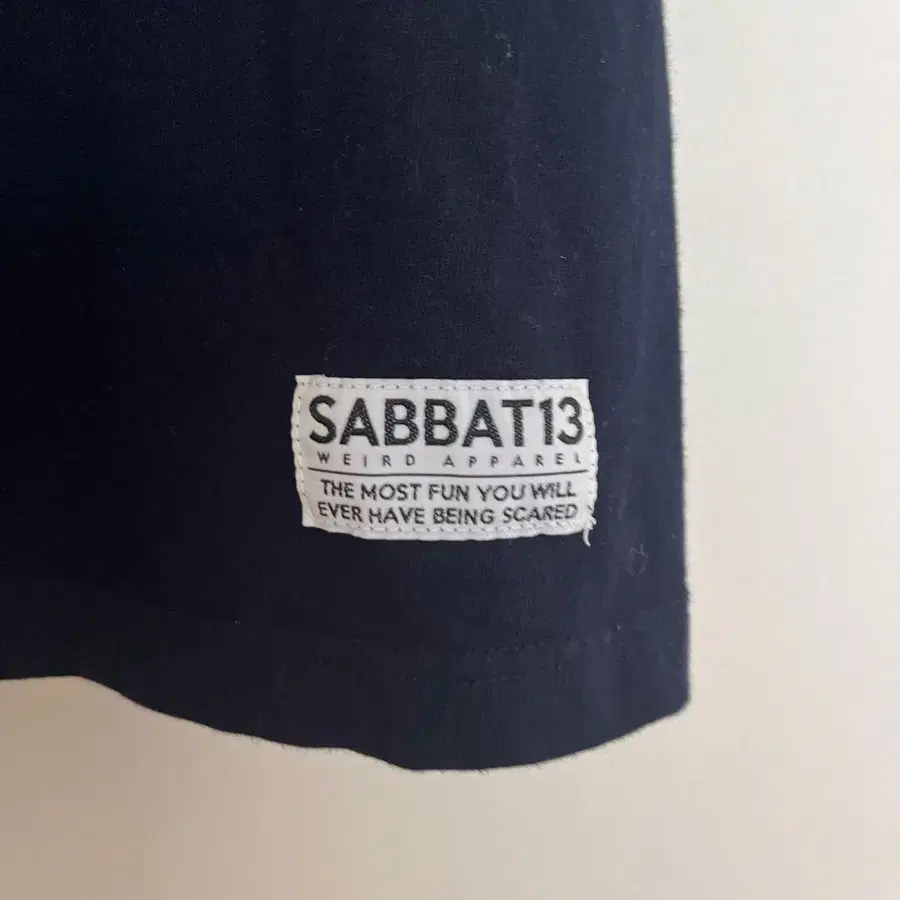 SABBAT13
WEIRD APPAREL
THE MOST FUN YOU WILL
EVER HAVE BEING SCARED